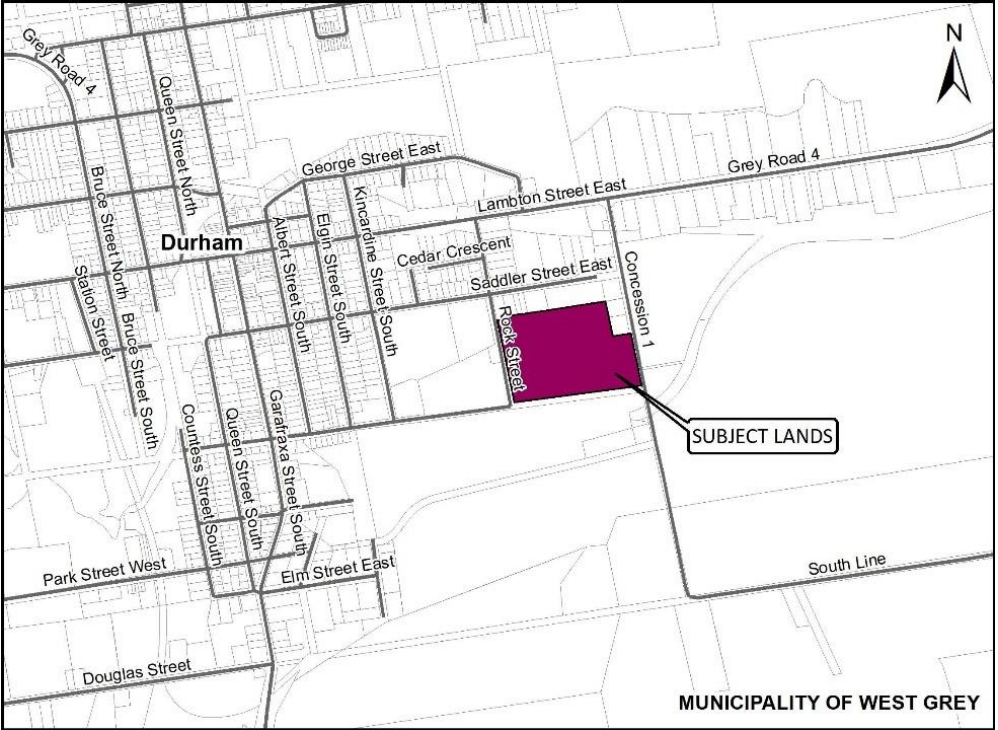 N
Grey Road 4
Queen Street North
George Street East
Grey Road 4
Lambton Street East
Bruce Street North
Kincardine Street South
Durham
Albert Street South
Elgin Street South
Cedar Crescent
Saddler Street East
Concession 1
Station Street
Rock Street
Bruce Street South
Garafraxa Street South
Countess Street South
Queen Street South
SUBJECT LANDS
Park Street West
Elm Street East
South Line
Douglas Street
MUNICIPALITY OF WEST GREY